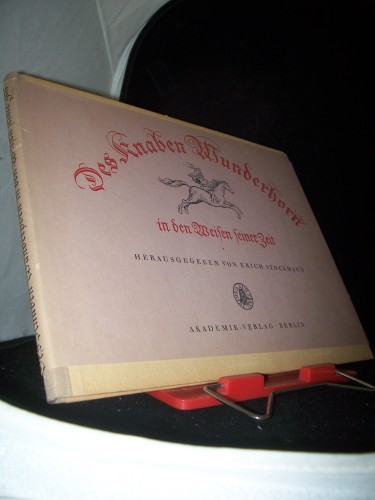 Des Knaben Wunderhorn
in den Weisen seiner Zeit
HERAUSGEGEBEN VON ERICH STOCKMANN
AKADEMIE-VERLAG · BERLIN